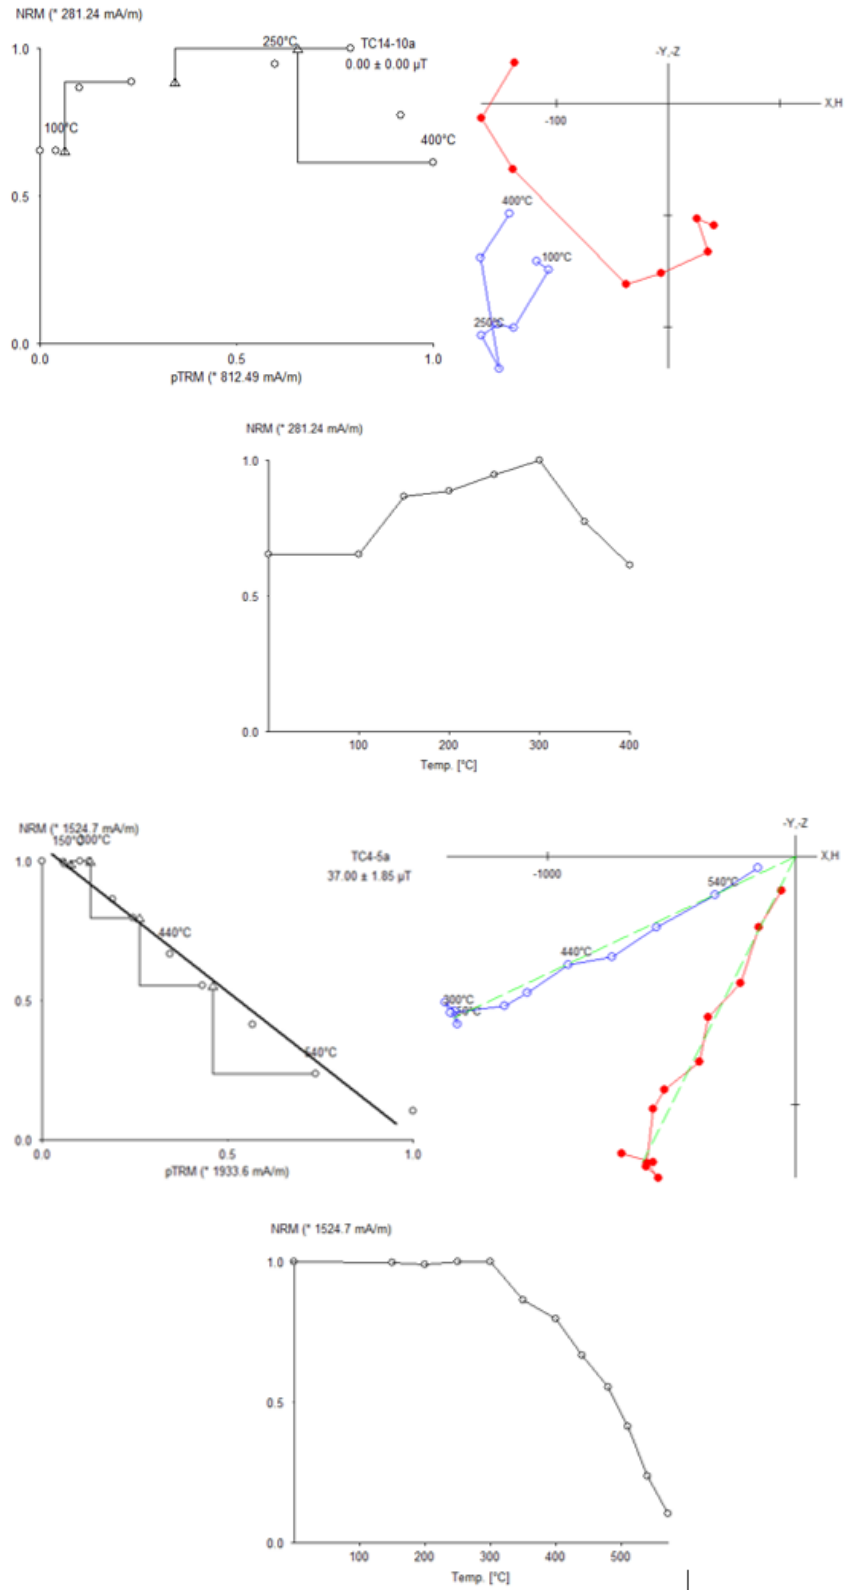 NRM (* 281.24 mA/m)
1.0
250°C
TC14-10a
0.00 ± 0.00 µT
100°C
400°C
0.5
0.0
0.0
0.5
1.0
pTRM (* 812.49 mA/m)
-Y,-Z
X,H
-100
400°C
100°C
250°C
NRM (* 281.24 mA/m)
1.0
0.5
0.0
100
200
300
400
Temp. [°C]
NRM (* 1524.7 mA/m)
150°C
300°C
1.0
TC4-5a
37.00 ± 1.85 µT
440°C
0.5
540°C
0.0
0.0
0.5
1.0
pTRM (* 1933.6 mA/m)
-Y,-Z
X,H
-1000
540°C
440°C
300°C
NRM (* 1524.7 mA/m)
1.0
0.5
0.0
100
200
300
400
500
Temp. [°C]